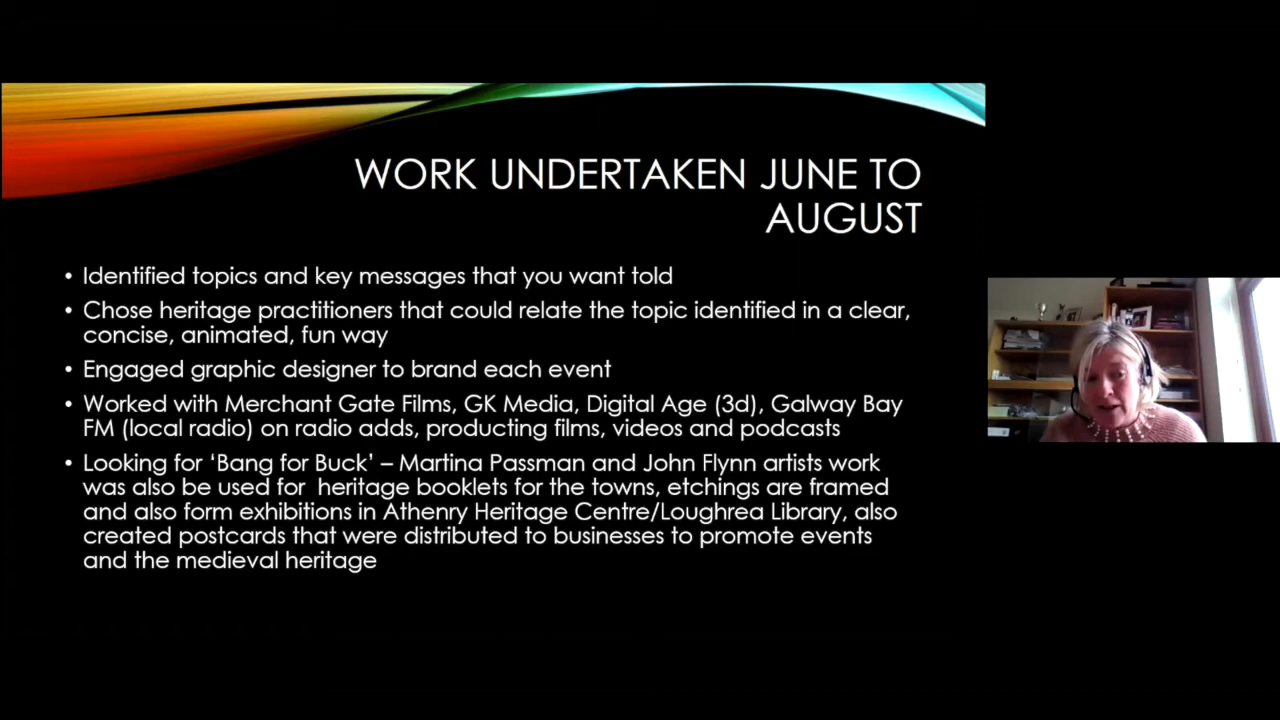 WORK UNDERTAKEN JUNE TO
AUGUST
• Identified topics and key messages that you want told
• Chose heritage practitioners that could relate the topic identified in a clear,
concise, animated, fun way
• Engaged graphic designer to brand each event
• Worked with Merchant Gate Films, GK Media, Digital Age (3d), Galway Bay
FM (local radio) on radio adds, producting films, videos and podcasts
• Looking for ‘Bang for Buck’ – Martina Passman and John Flynn artists work
was also be used for  heritage booklets for the towns, etchings are framed
and also form exhibitions in Athenry Heritage Centre/Loughrea Library, also
created postcards that were distributed to businesses to promote events
and the medieval heritage